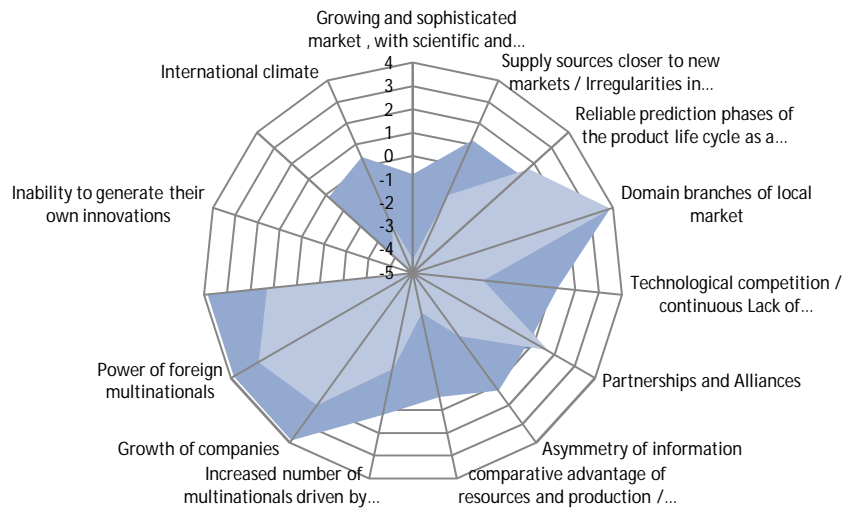 Growing and sophisticated
market , with scientific and...
Supply sources closer to new
markets / Irregularities in...
Reliable prediction phases of
the product life cycle as a...
Domain branches of local
market
Technological competition /
continuous Lack of...
Partnerships and Alliances
Asymmetry of information
comparative advantage of
resources and production /...
Increased number of
multinationals driven by...
Growth of companies
Power of foreign
multinationals
Inability to generate their
own innovations
International climate
4
3
2
1
0
-1
-2
-3
-4
-5